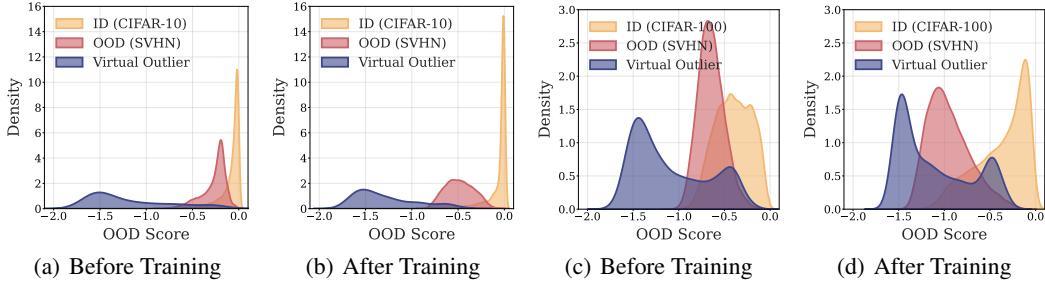 ID (CIFAR-10)
OOD (SVHN)
Virtual Outlier
Density
16
14
12
10
8
6
4
2
0
−2.0 −1.5 −1.0 −0.5 0.0
OOD Score
(a) Before Training
ID (CIFAR-10)
OOD (SVHN)
Virtual Outlier
Density
16
14
12
10
8
6
4
2
0
−2.0 −1.5 −1.0 −0.5 0.0
OOD Score
(b) After Training
ID (CIFAR-100)
OOD (SVHN)
Virtual Outlier
Density
3.0
2.5
2.0
1.5
1.0
0.5
0.0
−2.0 −1.5 −1.0 −0.5 0.0
OOD Score
(c) Before Training
ID (CIFAR-100)
OOD (SVHN)
Virtual Outlier
Density
3.0
2.5
2.0
1.5
1.0
0.5
0.0
−2.0 −1.5 −1.0 −0.5 0.0
OOD Score
(d) After Training